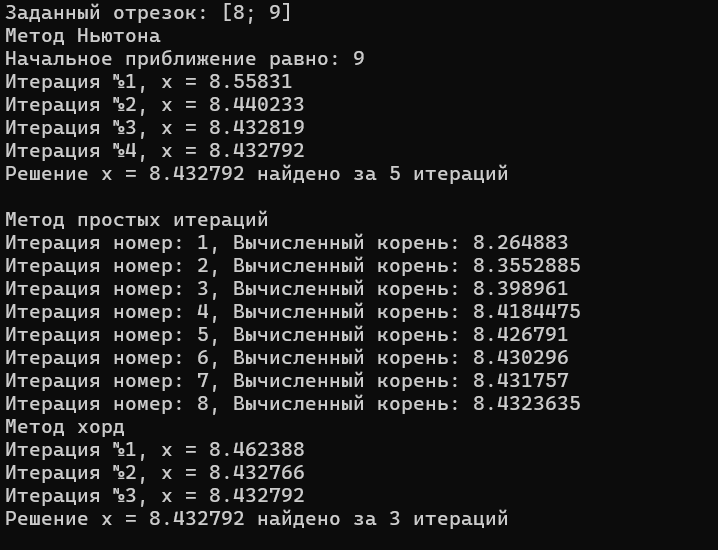 Заданный отрезок: [8; 9]
Метод Ньютона
Начальное приближение равно: 9
Итерация №1, x = 8.55831
Итерация №2, x = 8.440233
Итерация №3, x = 8.432819
Итерация №4, x = 8.432792
Решение x = 8.432792 найдено за 5 итераций
Метод простых итераций
Итерация номер: 1, Вычисленный корень: 8.264883
Итерация номер: 2, Вычисленный корень: 8.3552885
Итерация номер: 3, Вычисленный корень: 8.398961
Итерация номер: 4, Вычисленный корень: 8.4184475
Итерация номер: 5, Вычисленный корень: 8.426791
Итерация номер: 6, Вычисленный корень: 8.430296
Итерация номер: 7, Вычисленный корень: 8.431757
Итерация номер: 8, Вычисленный корень: 8.4323635
Метод хорд
Итерация №1, x = 8.462388
Итерация №2, x = 8.432766
Итерация №3, x = 8.432792
Решение x = 8.432792 найдено за 3 итераций